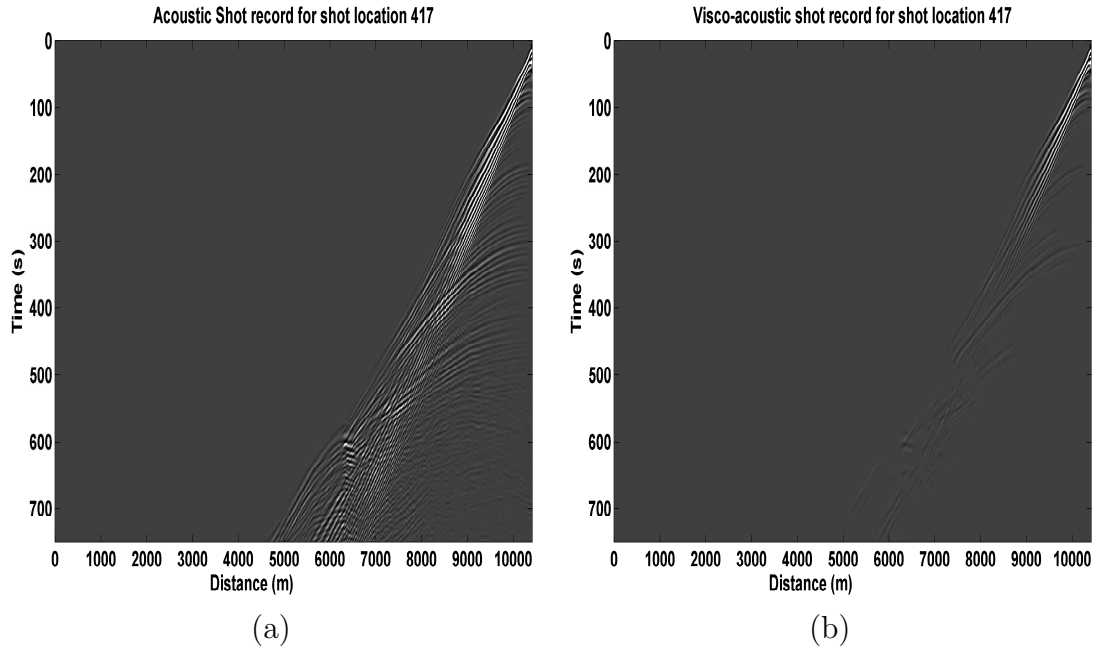 Acoustic Shot record for shot location 417
0
100
200
300
400
500
600
700
Time (s)
0 1000 2000 3000 4000 5000 6000 7000 8000 9000 10000
Distance (m)
(a)
Visco-acoustic shot record for shot location 417
0
100
200
300
400
500
600
700
Time (s)
0 1000 2000 3000 4000 5000 6000 7000 8000 9000 10000
Distance (m)
(b)